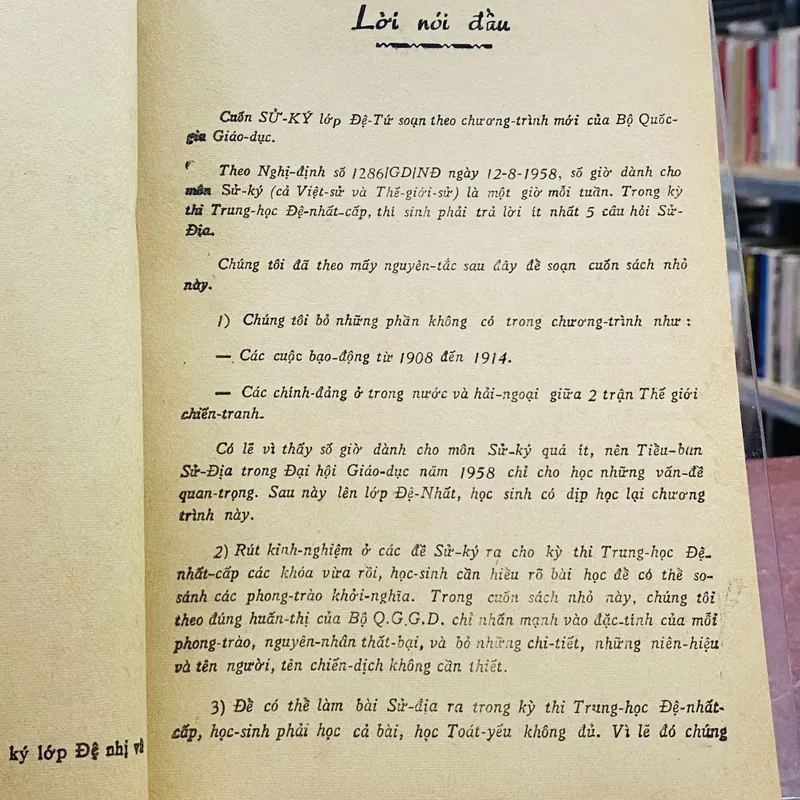 Lời nói đầu
Cuốn SỬ-KÝ lớp Đệ-Tứ soạn theo chương-trình mới của Bộ Quốc-
gia Giáo-dục.
Theo Nghị-định số 1286/GD/NĐ ngày 12-8-1958, số giờ dành cho
môn Sử-ký (cả Việt-sử và Thế-giới-sử) là một giờ mỗi tuần. Trong kỳ
thi Trung-học Đệ-nhất-cấp, thí sinh phải trả lời ít nhất 5 câu hỏi Sử-
Địa.
Chúng tôi đã theo mấy nguyên-tắc sau đây để soạn cuốn sách nhỏ
này.
1) Chúng tôi bỏ những phần không có trong chương-trình như :
— Các cuộc bạo-động từ 1908 đến 1914.
— Các chính-đảng ở trong nước và hải-ngoại giữa 2 trận Thế giới
chiến-tranh.
Có lẽ vì thấy số giờ dành cho môn Sử-ký quá ít, nên Tiểu-ban
Sử-Địa trong Đại hội Giáo-dục năm 1958 chỉ cho học những vấn-đề
quan-trọng. Sau này lên lớp Đệ-Nhất, học sinh có dịp học lại chương
trình này.
2) Rút kinh-nghiệm ở các đề Sử-ký ra cho kỳ thi Trung-học Đệ-
nhất-cấp các khóa vừa rồi, học-sinh cần hiểu rõ bài học để có thể so-
sánh các phong-trào khởi-nghĩa. Trong cuốn sách nhỏ này, chúng tôi
theo đúng huấn-thị của Bộ Q.G.G.D. chỉ nhấn mạnh vào đặc-tính của mỗi
phong-trào, nguyên-nhân thất-bại, và bỏ những chi-tiết, những niên-hiệu
và tên người, tên chiến-dịch không cần thiết.
3) Để có thể làm bài Sử-địa ra trong kỳ thi Trung-học Đệ-nhất-
cấp, học-sinh phải học cả bài, học Toát-yếu không đủ. Vì lẽ đó chúng
ký lớp Đệ nhị và